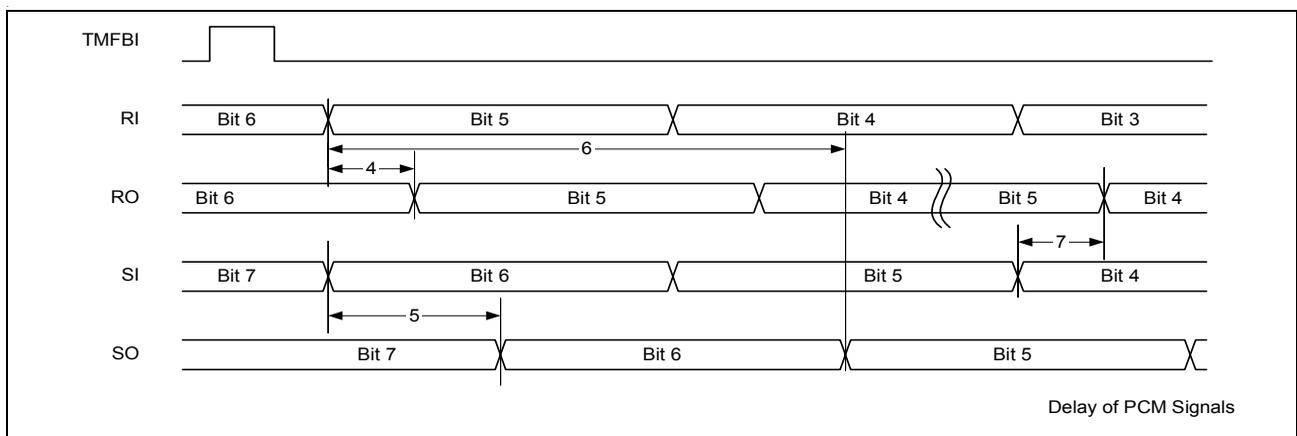 TMFBI
RI Bit 6 Bit 5 Bit 4 Bit 3
6
4
RO Bit 6 Bit 5 Bit 4 Bit 5 Bit 4
7
SI Bit 7 Bit 6 Bit 5 Bit 4
5
SO Bit 7 Bit 6 Bit 5
Delay of PCM Signals